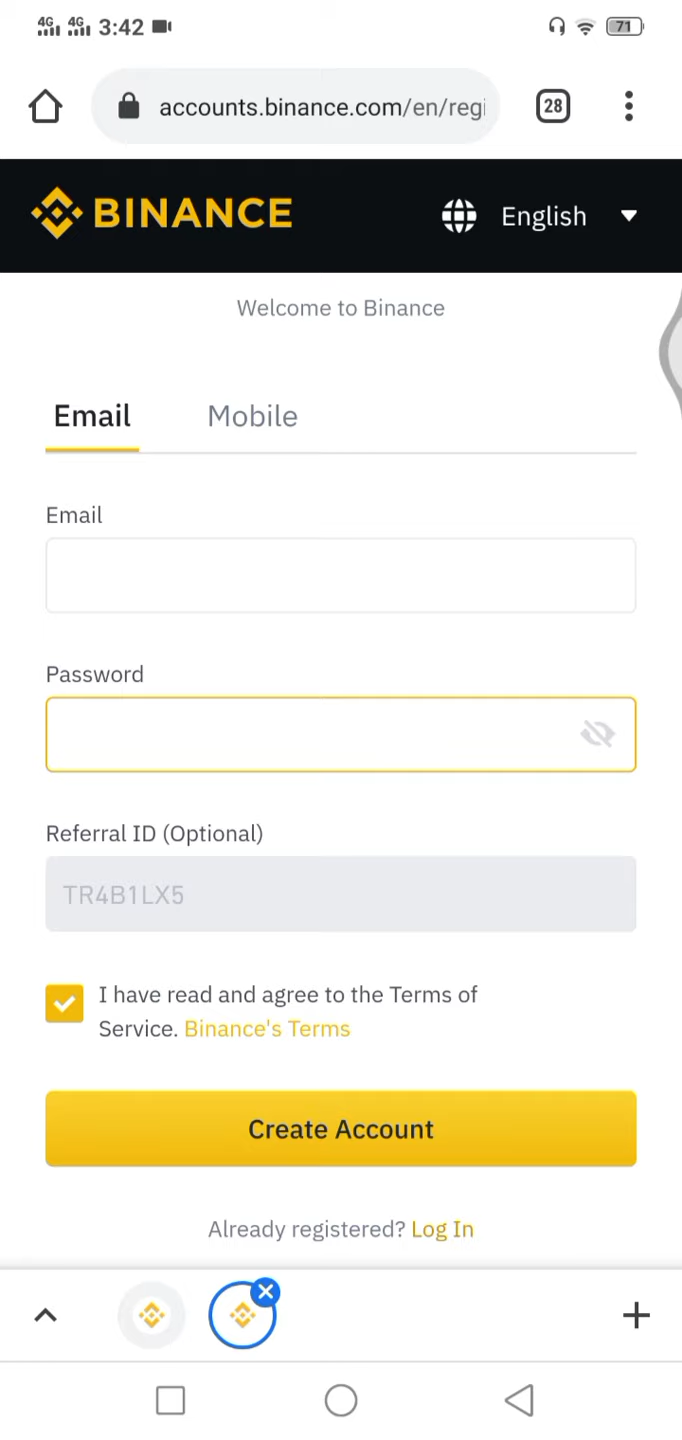 4G 4G 3:42 71
accounts.binance.com/en/regi 28
BINANCE English
Welcome to Binance
Email Mobile
Email
Password
Referral ID (Optional)
TR4B1LX5
I have read and agree to the Terms of
Service. Binance's Terms
Create Account
Already registered? Log In